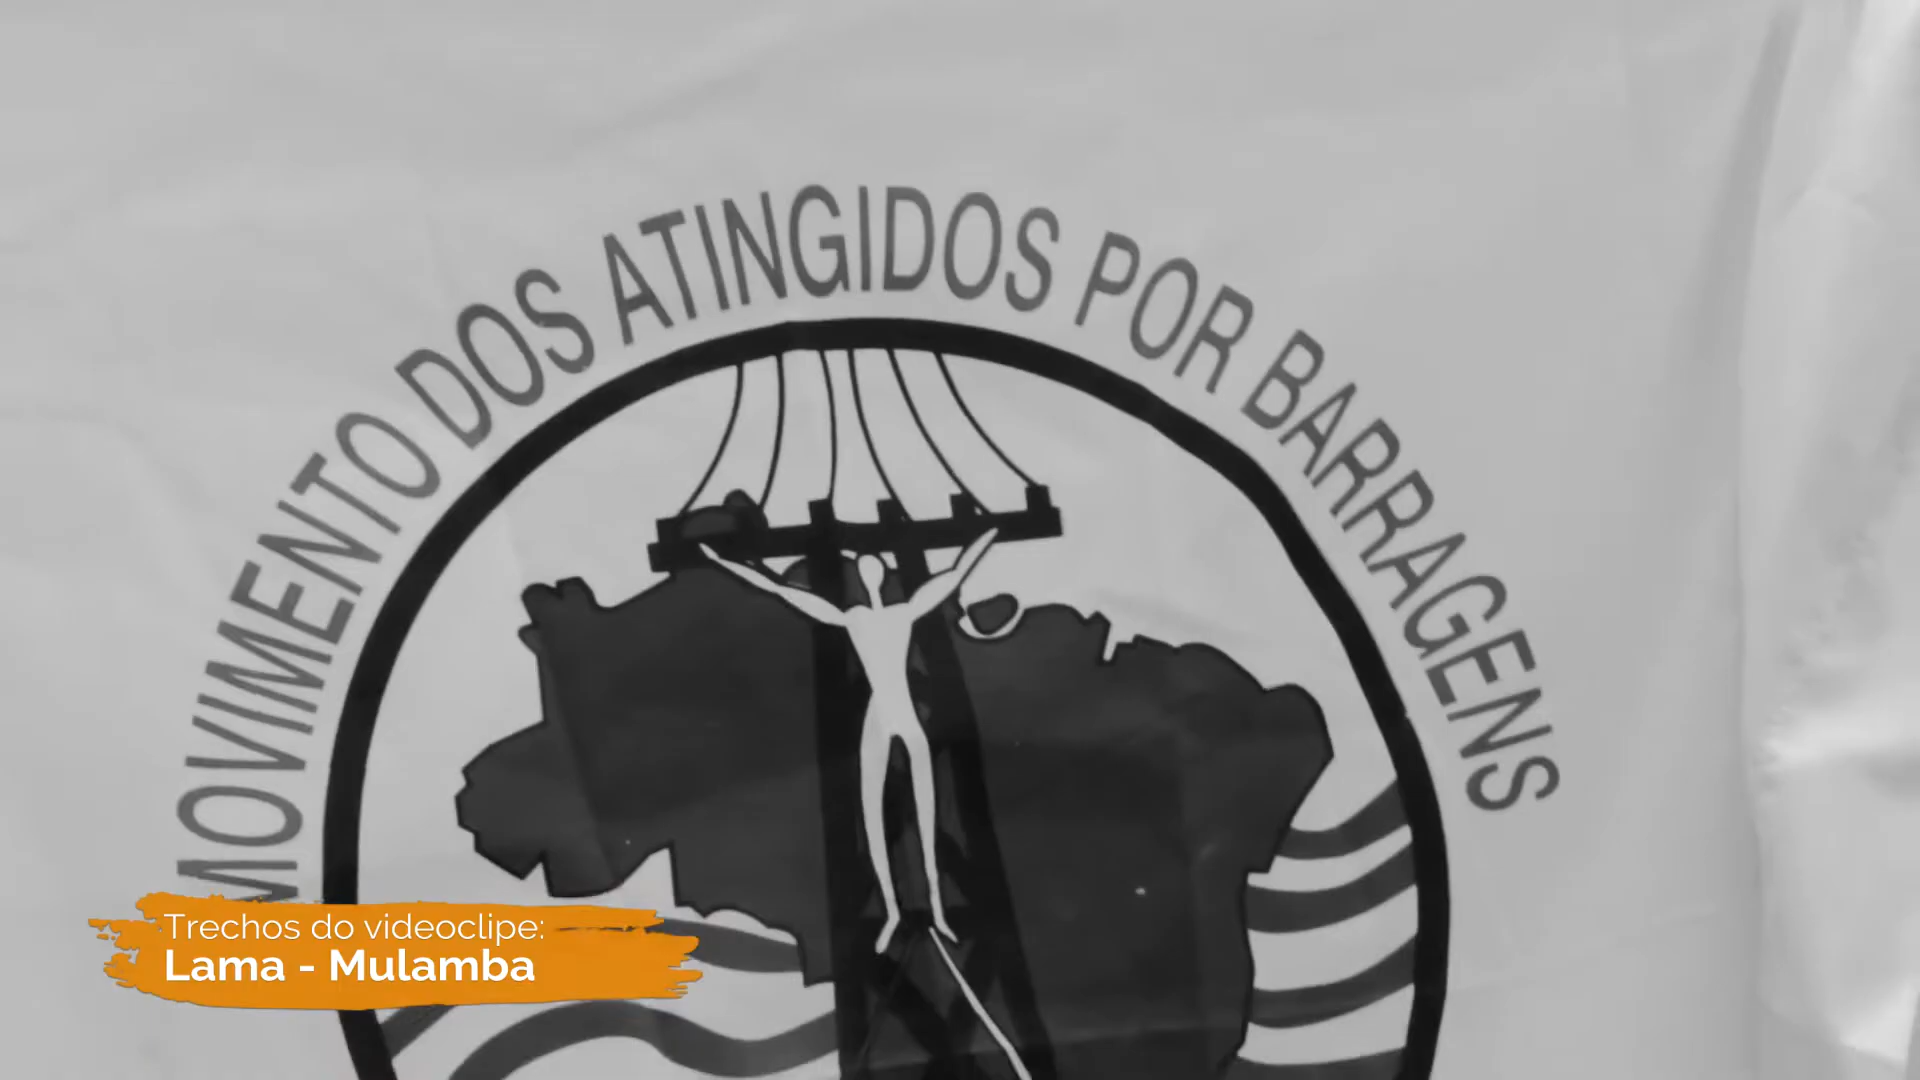 MOVIMENTO DOS ATINGIDOS POR BARRAGENS
Trechos do videoclipe:
Lama - Mulamba